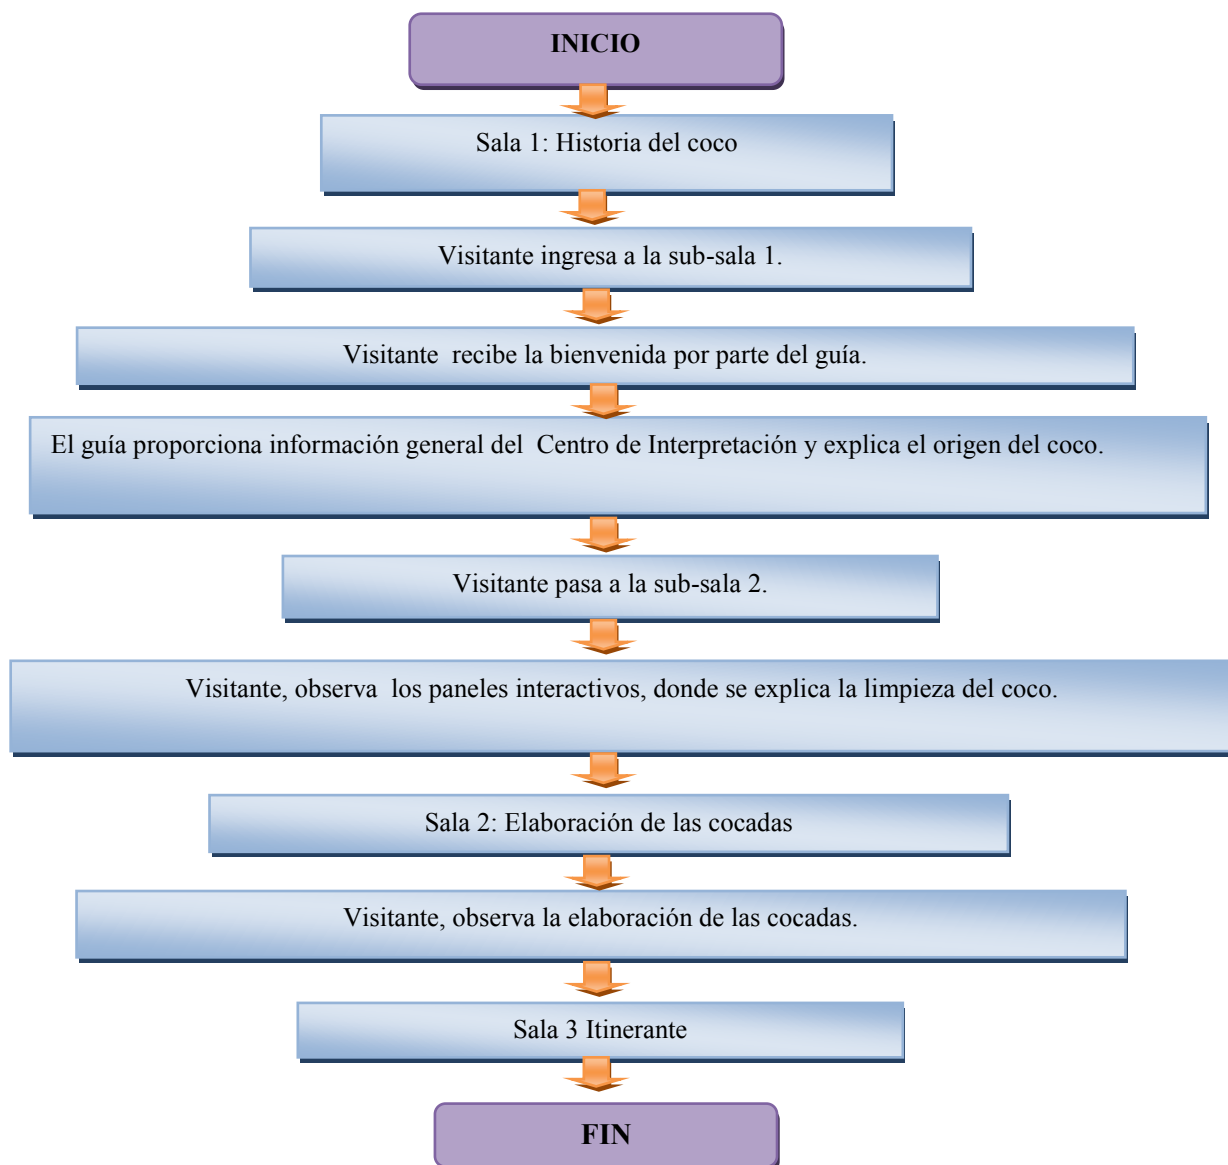 INICIO
Sala 1: Historia del coco
Visitante ingresa a la sub-sala 1.
Visitante  recibe la bienvenida por parte del guía.
El guía proporciona información general del  Centro de Interpretación y explica el origen del coco.
Visitante pasa a la sub-sala 2.
Visitante, observa  los paneles interactivos, donde se explica la limpieza del coco.
Sala 2: Elaboración de las cocadas
Visitante, observa la elaboración de las cocadas.
Sala 3 Itinerante
FIN